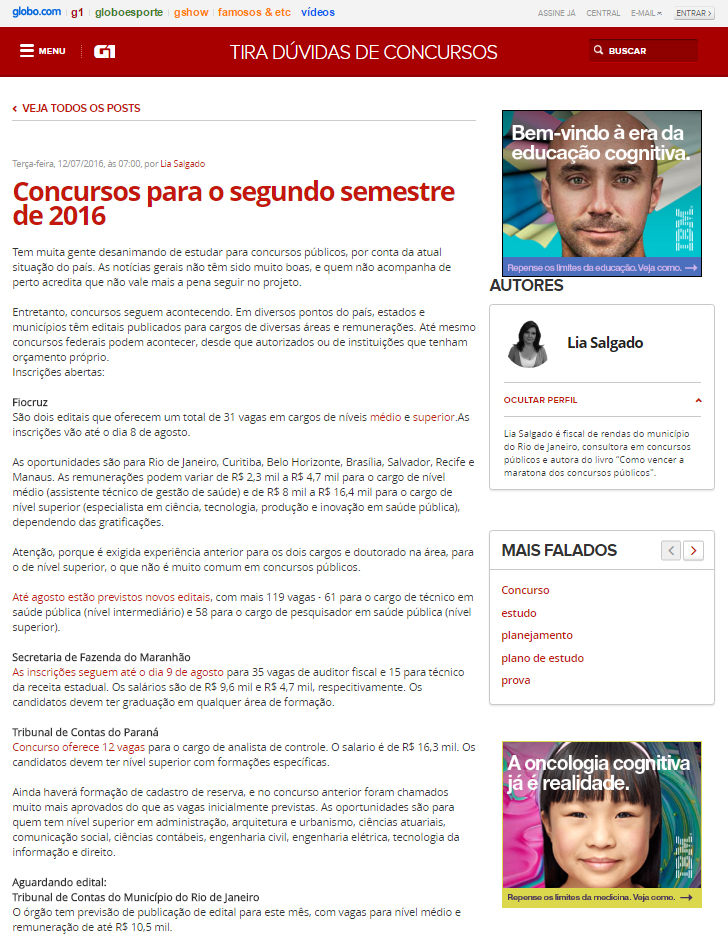 globo.com g1 globoesporte gshow famosos & etc vídeos
ASSINE JÁ CENTRAL E-MAIL ENTRAR ›
MENU G1 TIRA DÚVIDAS DE CONCURSOS BUSCAR
‹ VEJA TODOS OS POSTS
Terça-feira, 12/07/2016, às 07:00, por Lia Salgado
Concursos para o segundo semestre
de 2016
Tem muita gente desanimando de estudar para concursos públicos, por conta da atual
situação do país. As notícias gerais não têm sido muito boas, e quem não acompanha de
perto acredita que não vale mais a pena seguir no projeto.
Entretanto, concursos seguem acontecendo. Em diversos pontos do país, estados e
municípios têm editais publicados para cargos de diversas áreas e remunerações. Até mesmo
concursos federais podem acontecer, desde que autorizados ou de instituições que tenham
orçamento próprio.
Inscrições abertas:
Fiocruz
São dois editais que oferecem um total de 31 vagas em cargos de níveis médio e superior.As
inscrições vão até o dia 8 de agosto.
As oportunidades são para Rio de Janeiro, Curitiba, Belo Horizonte, Brasília, Salvador, Recife e
Manaus. As remunerações podem variar de R$ 2,3 mil a R$ 4,7 mil para o cargo de nível
médio (assistente técnico de gestão de saúde) e de R$ 8 mil a R$ 16,4 mil para o cargo de
nível superior (especialista em ciência, tecnologia, produção e inovação em saúde pública),
dependendo das gratificações.
Atenção, porque é exigida experiência anterior para os dois cargos e doutorado na área, para
o de nível superior, o que não é muito comum em concursos públicos.
Até agosto estão previstos novos editais, com mais 119 vagas - 61 para o cargo de técnico em
saúde pública (nível intermediário) e 58 para o cargo de pesquisador em saúde pública (nível
superior).
Secretaria de Fazenda do Maranhão
As inscrições seguem até o dia 9 de agosto para 35 vagas de auditor fiscal e 15 para técnico
da receita estadual. Os salários são de R$ 9,6 mil e R$ 4,7 mil, respecitivamente. Os
candidatos devem ter graduação em qualquer área de formação.
Tribunal de Contas do Paraná
Concurso oferece 12 vagas para o cargo de analista de controle. O salario é de R$ 16,3 mil. Os
candidatos devem ter nível superior com formações específicas.
Ainda haverá formação de cadastro de reserva, e no concurso anterior foram chamados
muito mais aprovados do que as vagas inicialmente previstas. As oportunidades são para
quem tem nível superior em administração, arquitetura e urbanismo, ciências atuariais,
comunicação social, ciências contábeis, engenharia civil, engenharia elétrica, tecnologia da
informação e direito.
Aguardando edital:
Tribunal de Contas do Município do Rio de Janeiro
O órgão tem previsão de publicação de edital para este mês, com vagas para nível médio e
remuneração de até R$ 10,5 mil.
Bem-vindo à era da
educação cognitiva.
IBM
Repense os limites da educação. Veja como.
AUTORES
Lia Salgado
OCULTAR PERFIL
Lia Salgado é fiscal de rendas do município
do Rio de Janeiro, consultora em concursos
públicos e autora do livro “Como vencer a
maratona dos concursos públicos”.
MAIS FALADOS
Concurso
estudo
planejamento
plano de estudo
prova
A oncologia cognitiva
já é realidade.
IBM
Repense os limites da medicina. Veja como.